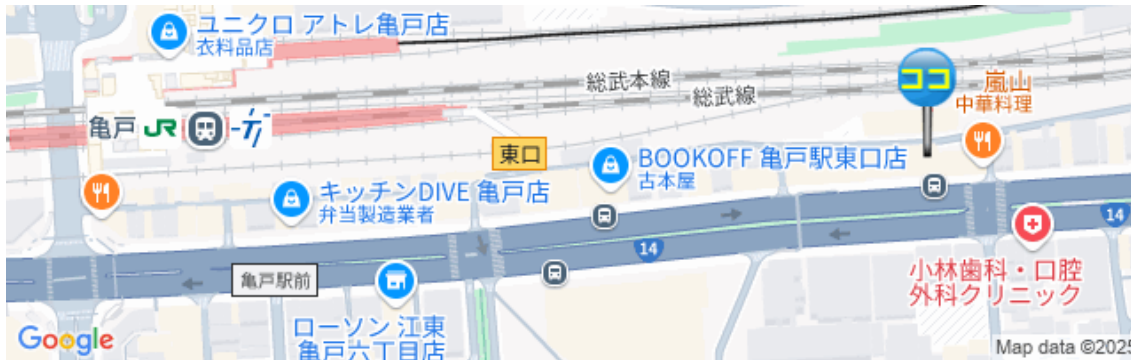 ユニクロ アトレ亀戸店
衣料品店
総武本線
総武線
ココ
嵐山
中華料理
亀戸 JR
東口
BOOKOFF 亀戸駅東口店
古本屋
キッチンDIVE 亀戸店
弁当製造業者
14
14
亀戸駅前
小林歯科・口腔
外科クリニック
ローソン 江東
亀戸六丁目店
Google
Map data ©2025